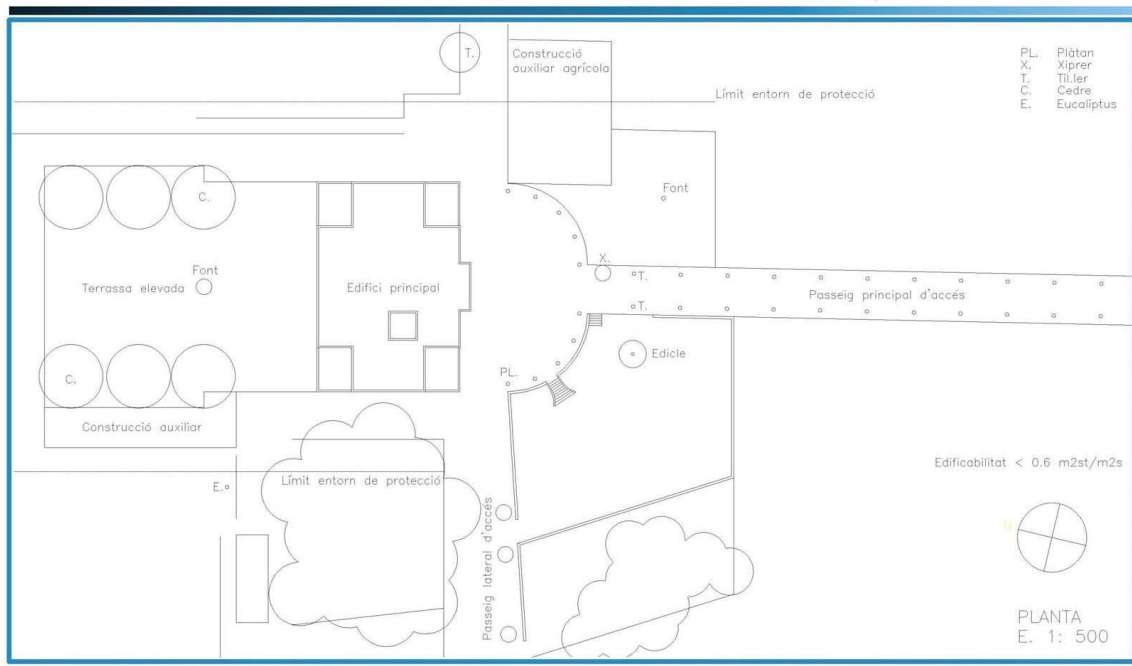 T.
Construcció
auxiliar agrícola
PL. Plàtan
X. Xiprer
T. Til.ler
C. Cedre
E. Eucaliptus
Límit entorn de protecció
C.
Font
Font
Terrassa elevada
Edifici principal
X.
T.
Passeig principal d'accés
T.
Edicle
C.
PL.
Construcció auxiliar
Edificabilitat < 0.6 m2st/m2s
Límit entorn de protecció
E.
Passeig lateral d'accés
PLANTA
E. 1: 500